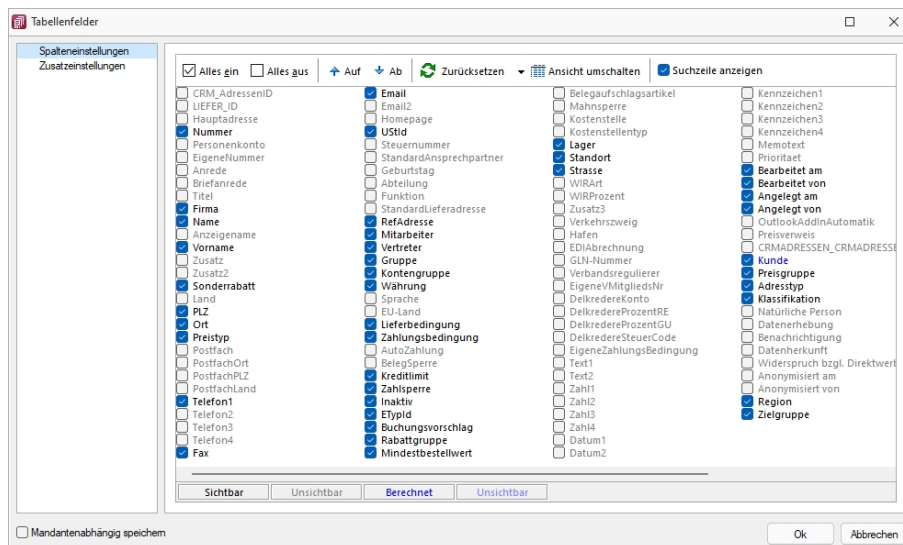 Tabellenfelder
Spalteneinstellungen
Zusatzeinstellungen
Alles ein Alles aus Auf Ab Zurücksetzen Ansicht umschalten Suchzeile anzeigen
CRM_AdressenID
LIEFER_ID
Hauptadresse
Nummer
Personenkonto
EigeneNummer
Anrede
Briefanrede
Titel
Firma
Name
Anzeigename
Vorname
Zusatz
Zusatz2
Sonderrabatt
Land
PLZ
Ort
Preistyp
Postfach
PostfachOrt
PostfachPLZ
PostfachLand
Telefon1
Telefon2
Telefon3
Telefon4
Fax
Email
Email2
Homepage
UStId
Steuernummer
StandardAnsprechpartner
Geburtstag
Abteilung
Funktion
StandardLieferadresse
RefAdresse
Mitarbeiter
Vertreter
Gruppe
Kontengruppe
Währung
Sprache
EU-Land
Lieferbedingung
Zahlungsbedingung
AutoZahlung
BelegSperre
Kreditlimit
Zahlsperre
Inaktiv
ETypId
Buchungsvorschlag
Rabattgruppe
Mindestbestellwert
Belegaufschlagsartikel
Mahnsperre
Kostenstelle
Kostenstellentyp
Lager
Standort
Strasse
WIRArt
WIRProzent
Zusatz3
Verkehrszweig
Hafen
EDIAbrechnung
GLN-Nummer
Verbandsregulierer
EigeneVMitgliedsNr
DelkredereKonto
DelkredereProzentRE
DelkredereProzentGU
DelkredereSteuerCode
EigeneZahlungsBedingung
Text1
Text2
Zahl1
Zahl2
Zahl3
Zahl4
Datum1
Datum2
Kennzeichen1
Kennzeichen2
Kennzeichen3
Kennzeichen4
Memotext
Prioritaet
Bearbeitet am
Bearbeitet von
Angelegt am
Angelegt von
OutlookAddInAutomatik
Preisverweis
CRMADRESSEN_CRMADRESSE
Kunde
Preisgruppe
Adresstyp
Klassifikation
Natürliche Person
Datenerhebung
Benachrichtigung
Datenherkunft
Widerspruch bzgl. Direktwerb
Anonymisiert am
Anonymisiert von
Region
Zielgruppe
Sichtbar Unsichtbar Berechnet Unsichtbar
Mandantenabhängig speichern
Ok Abbrechen